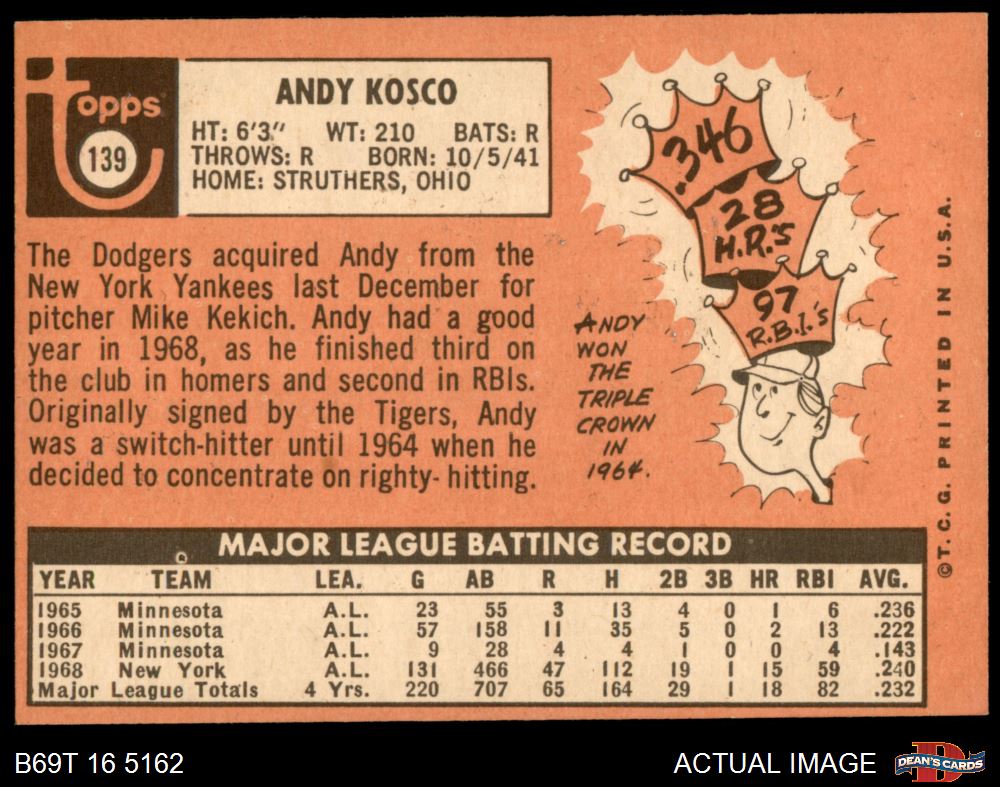 topps
139
ANDY KOSCO
HT: 6'3" WT: 210 BATS: R
THROWS: R BORN: 10/5/41
HOME: STRUTHERS, OHIO
The Dodgers acquired Andy from the
New York Yankees last December for
pitcher Mike Kekich. Andy had a good
year in 1968, as he finished third on
the club in homers and second in RBIs.
Originally signed by the Tigers, Andy
was a switch-hitter until 1964 when he
decided to concentrate on righty- hitting.
.346
28
H.R.'S
97
R.B.I.'s
ANDY
WON
THE
TRIPLE
CROWN
IN
1964.
MAJOR LEAGUE BATTING RECORD
YEAR TEAM LEA. G AB R H 2B 3B HR RBI AVG.
1965 Minnesota A.L. 23 55 3 13 4 0 1 6 .236
1966 Minnesota A.L. 57 158 11 35 5 0 2 13 .222
1967 Minnesota A.L. 9 28 4 4 1 0 0 4 .143
1968 New York A.L. 131 466 47 112 19 1 15 59 .240
Major League Totals 4 Yrs. 220 707 65 164 29 1 18 82 .232
©T. C. G. PRINTED IN U.S.A.
B69T 16 5162
ACTUAL IMAGE
D
DEAN'S CARDS